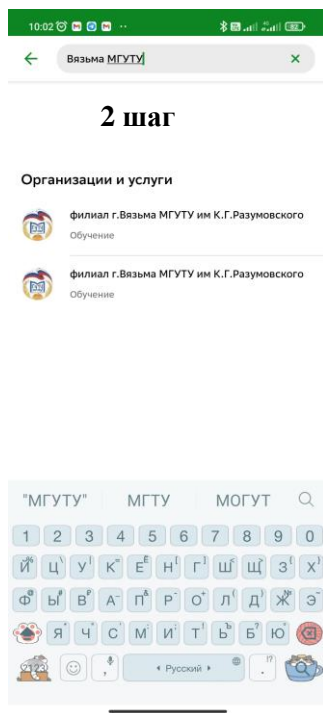 10:02
Вязьма МГУТУ
2 шаг
Организации и услуги
филиал г.Вязьма МГУТУ им К.Г.Разумовского
Обучение
филиал г.Вязьма МГУТУ им К.Г.Разумовского
Обучение
"МГУТУ" МГТУ МОГУТ
1 2 3 4 5 6 7 8 9 0
Й Ц У К Е Н Г Ш Щ З Х
Ф Ы В А П Р О Л Д Ж Э
Я Ч С М И Т Ь Б Ю
, Русский .